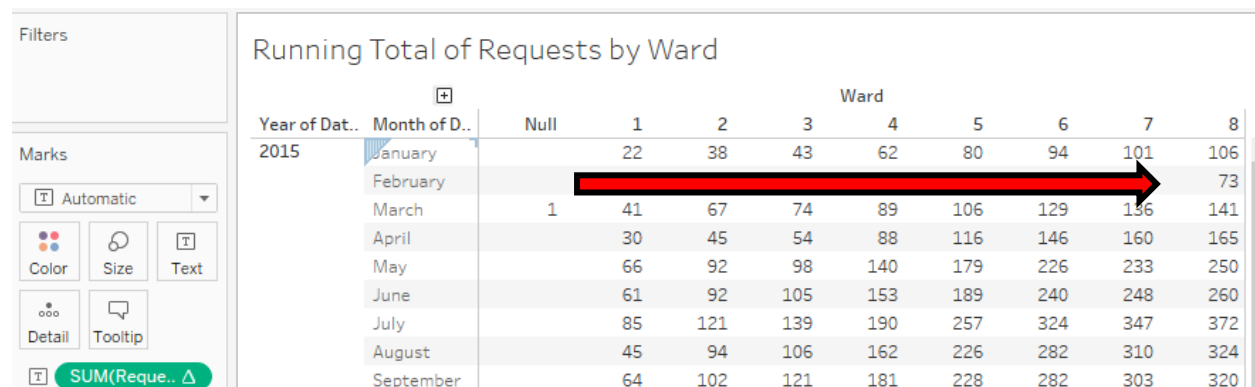 Filters
Running Total of Requests by Ward
Ward
Year of Dat.. Month of D.. Null 1 2 3 4 5 6 7 8
Marks
2015 January 22 38 43 62 80 94 101 106
February 73
T Automatic
March 1 41 67 74 89 106 129 136 141
April 30 45 54 88 116 146 160 165
Color Size Text
May 66 92 98 140 179 226 233 250
June 61 92 105 153 189 240 248 260
Detail Tooltip
July 85 121 139 190 257 324 347 372
August 45 94 106 162 226 282 310 324
T SUM(Reque.. Δ
September 64 102 121 181 228 282 303 320